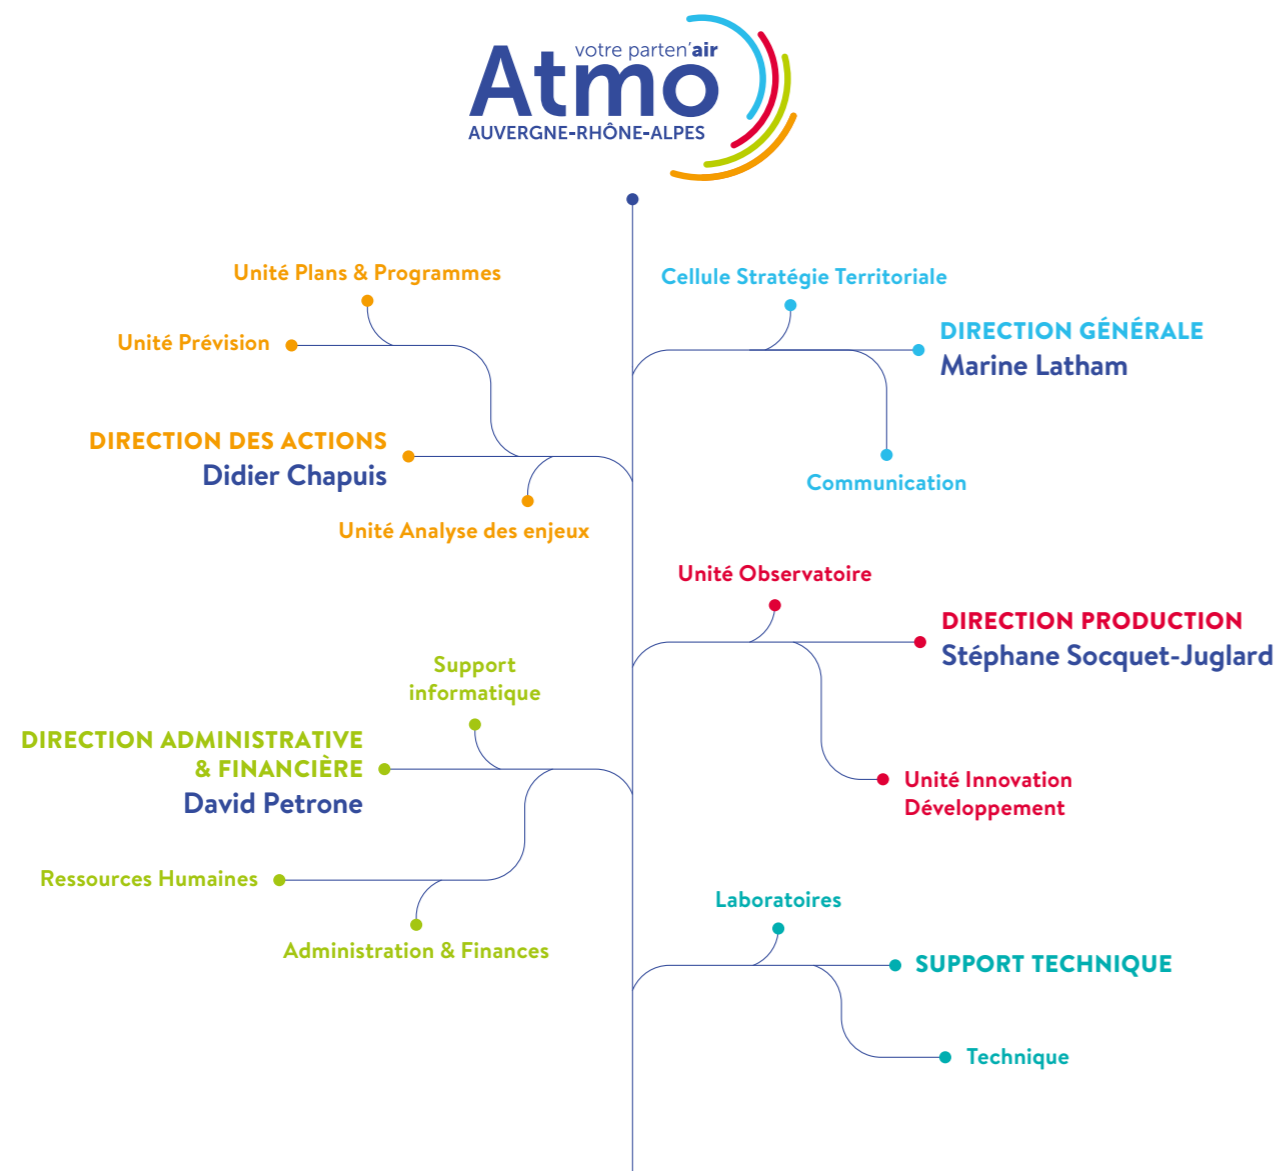 votre parten'air
Atmo
AUVERGNE-RHÔNE-ALPES
Unité Plans & Programmes
Unité Prévision
DIRECTION DES ACTIONS
Didier Chapuis
Unité Analyse des enjeux
Cellule Stratégie Territoriale
DIRECTION GÉNÉRALE
Marine Latham
Communication
Unité Observatoire
DIRECTION PRODUCTION
Stéphane Socquet-Juglard
Unité Innovation
Développement
Support
informatique
DIRECTION ADMINISTRATIVE
& FINANCIÈRE
David Petrone
Ressources Humaines
Administration & Finances
Laboratoires
SUPPORT TECHNIQUE
Technique